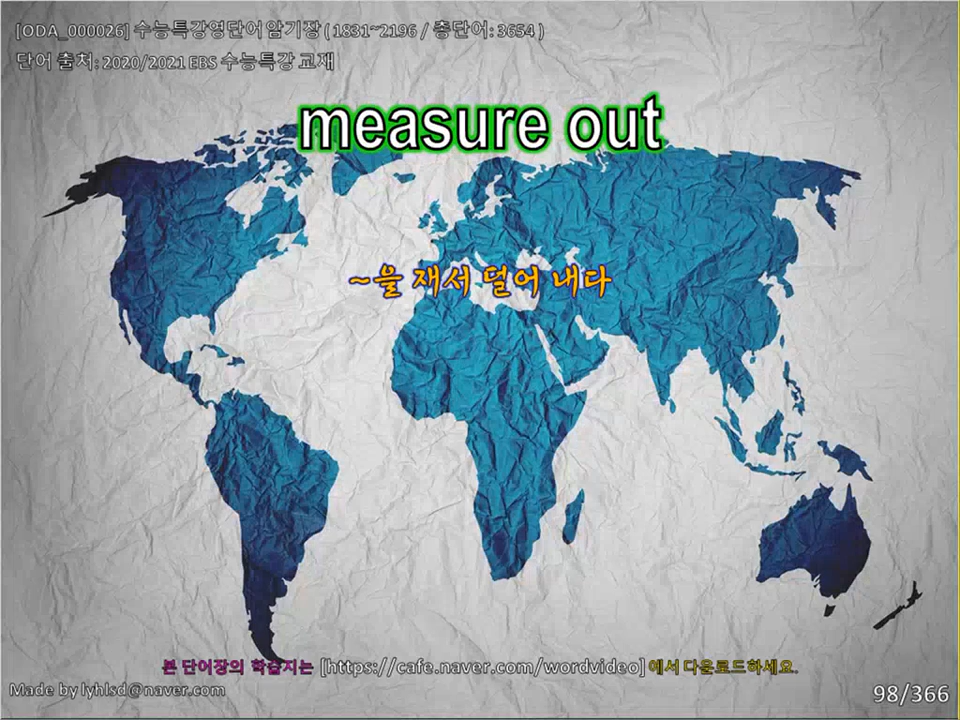 [ODA_000026] 수능특강영단어 암기장 ( 1831~2196 / 총단어: 3654 )
단어 출처: 2020/2021 EBS 수능특강 교재
measure out
~을 재서 덜어 내다
본 단어장의 학습지는 [https://cafe.naver.com/wordvideo] 에서 다운로드하세요.
Made by lyhlsd@naver.com
98/366